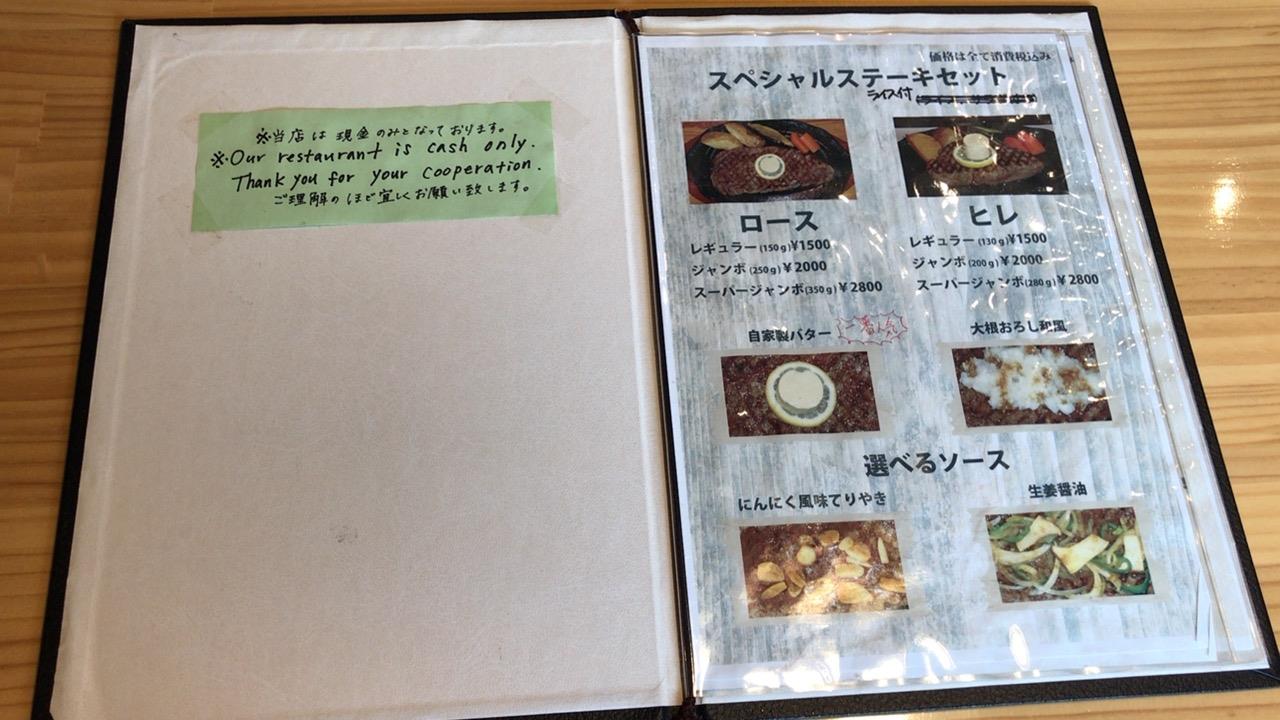 ※当店は現金のみとなっております。
※Our restaurant is cash only.
Thank you for your cooperation.
ご理解のほど宜しくお願い致します。
価格は全て消費税込み
スペシャルステーキセット
ライス付
ロース
レギュラー(150g)¥1500
ジャンボ(250g)¥2000
スーパージャンボ(350g)¥2800
ヒレ
レギュラー(130g)¥1500
ジャンボ(200g)¥2000
スーパージャンボ(280g)¥2800
自家製バター
一番人気
大根おろし和風
選べるソース
にんにく風味てりやき
生姜醤油